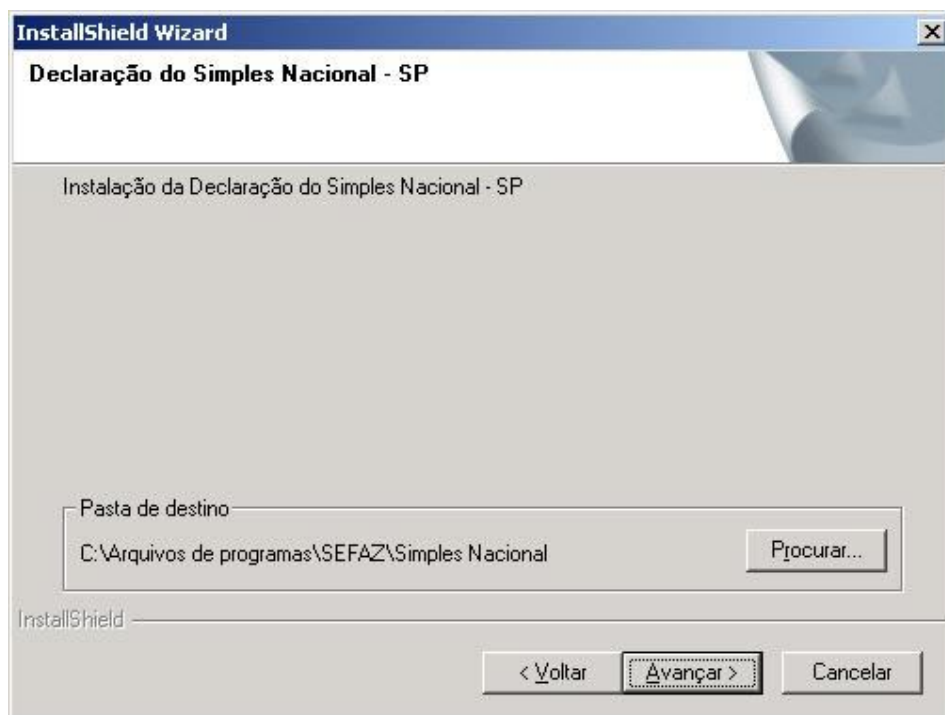 InstallShield Wizard
Declaração do Simples Nacional - SP
Instalação da Declaração do Simples Nacional - SP
Pasta de destino
C:\Arquivos de programas\SEFAZ\Simples Nacional
Procurar...
InstallShield
< Voltar
Avançar >
Cancelar